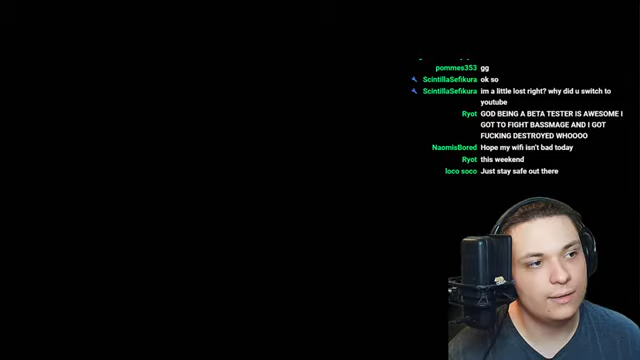 pommes353 gg
ScintillaSefikura ok so
ScintillaSefikura im a little lost right? why did u switch to
youtube
Ryot GOD BEING A BETA TESTER IS AWESOME I
GOT TO FIGHT BASSMAGE AND I GOT
FUCKING DESTROYED WHOOOO
NaomisBored Hope my wifi isn't bad today
Ryot this weekend
loco soco Just stay safe out there